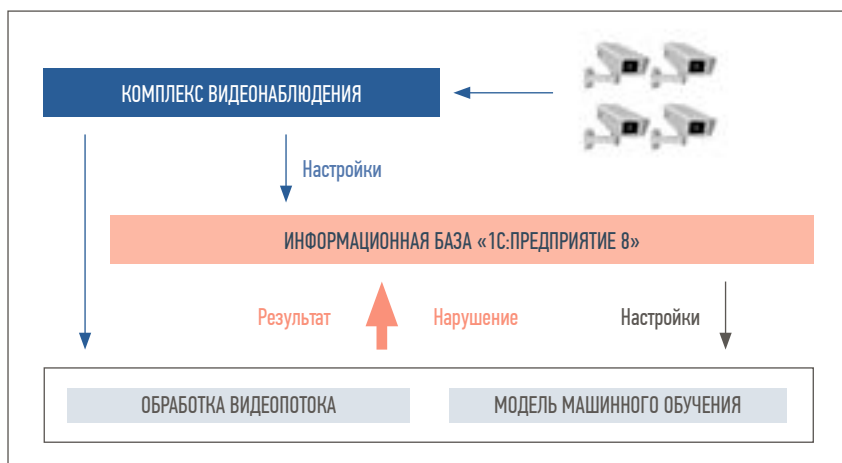 КОМПЛЕКС ВИДЕОНАБЛЮДЕНИЯ
Настройки
ИНФОРМАЦИОННАЯ БАЗА «1С:ПРЕДПРИЯТИЕ 8»
Результат
Нарушение
Настройки
ОБРАБОТКА ВИДЕОПОТОКА
МОДЕЛЬ МАШИННОГО ОБУЧЕНИЯ